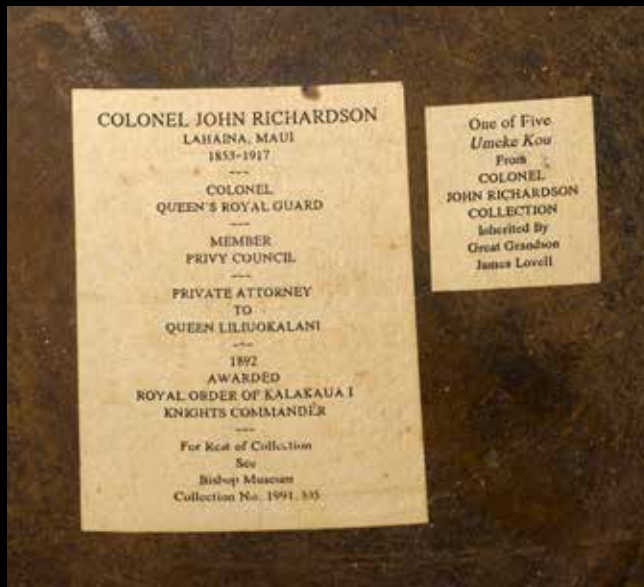 COLONEL JOHN RICHARDSON
LAHAINA, MAUI
1853-1917
---
COLONEL
QUEEN'S ROYAL GUARD
---
MEMBER
PRIVY COUNCIL
---
PRIVATE ATTORNEY
TO
QUEEN LILIUOKALANI
---
1892
AWARDED
ROYAL ORDER OF KALAKAUA I
KNIGHTS COMMANDER
---
For Rest of Collection
See
Bishop Museum
Collection No. 1991.
One of Five
Umeke Kou
From
COLONEL
JOHN RICHARDSON
COLLECTION
Inherited By
Great Grandson
James Lovell